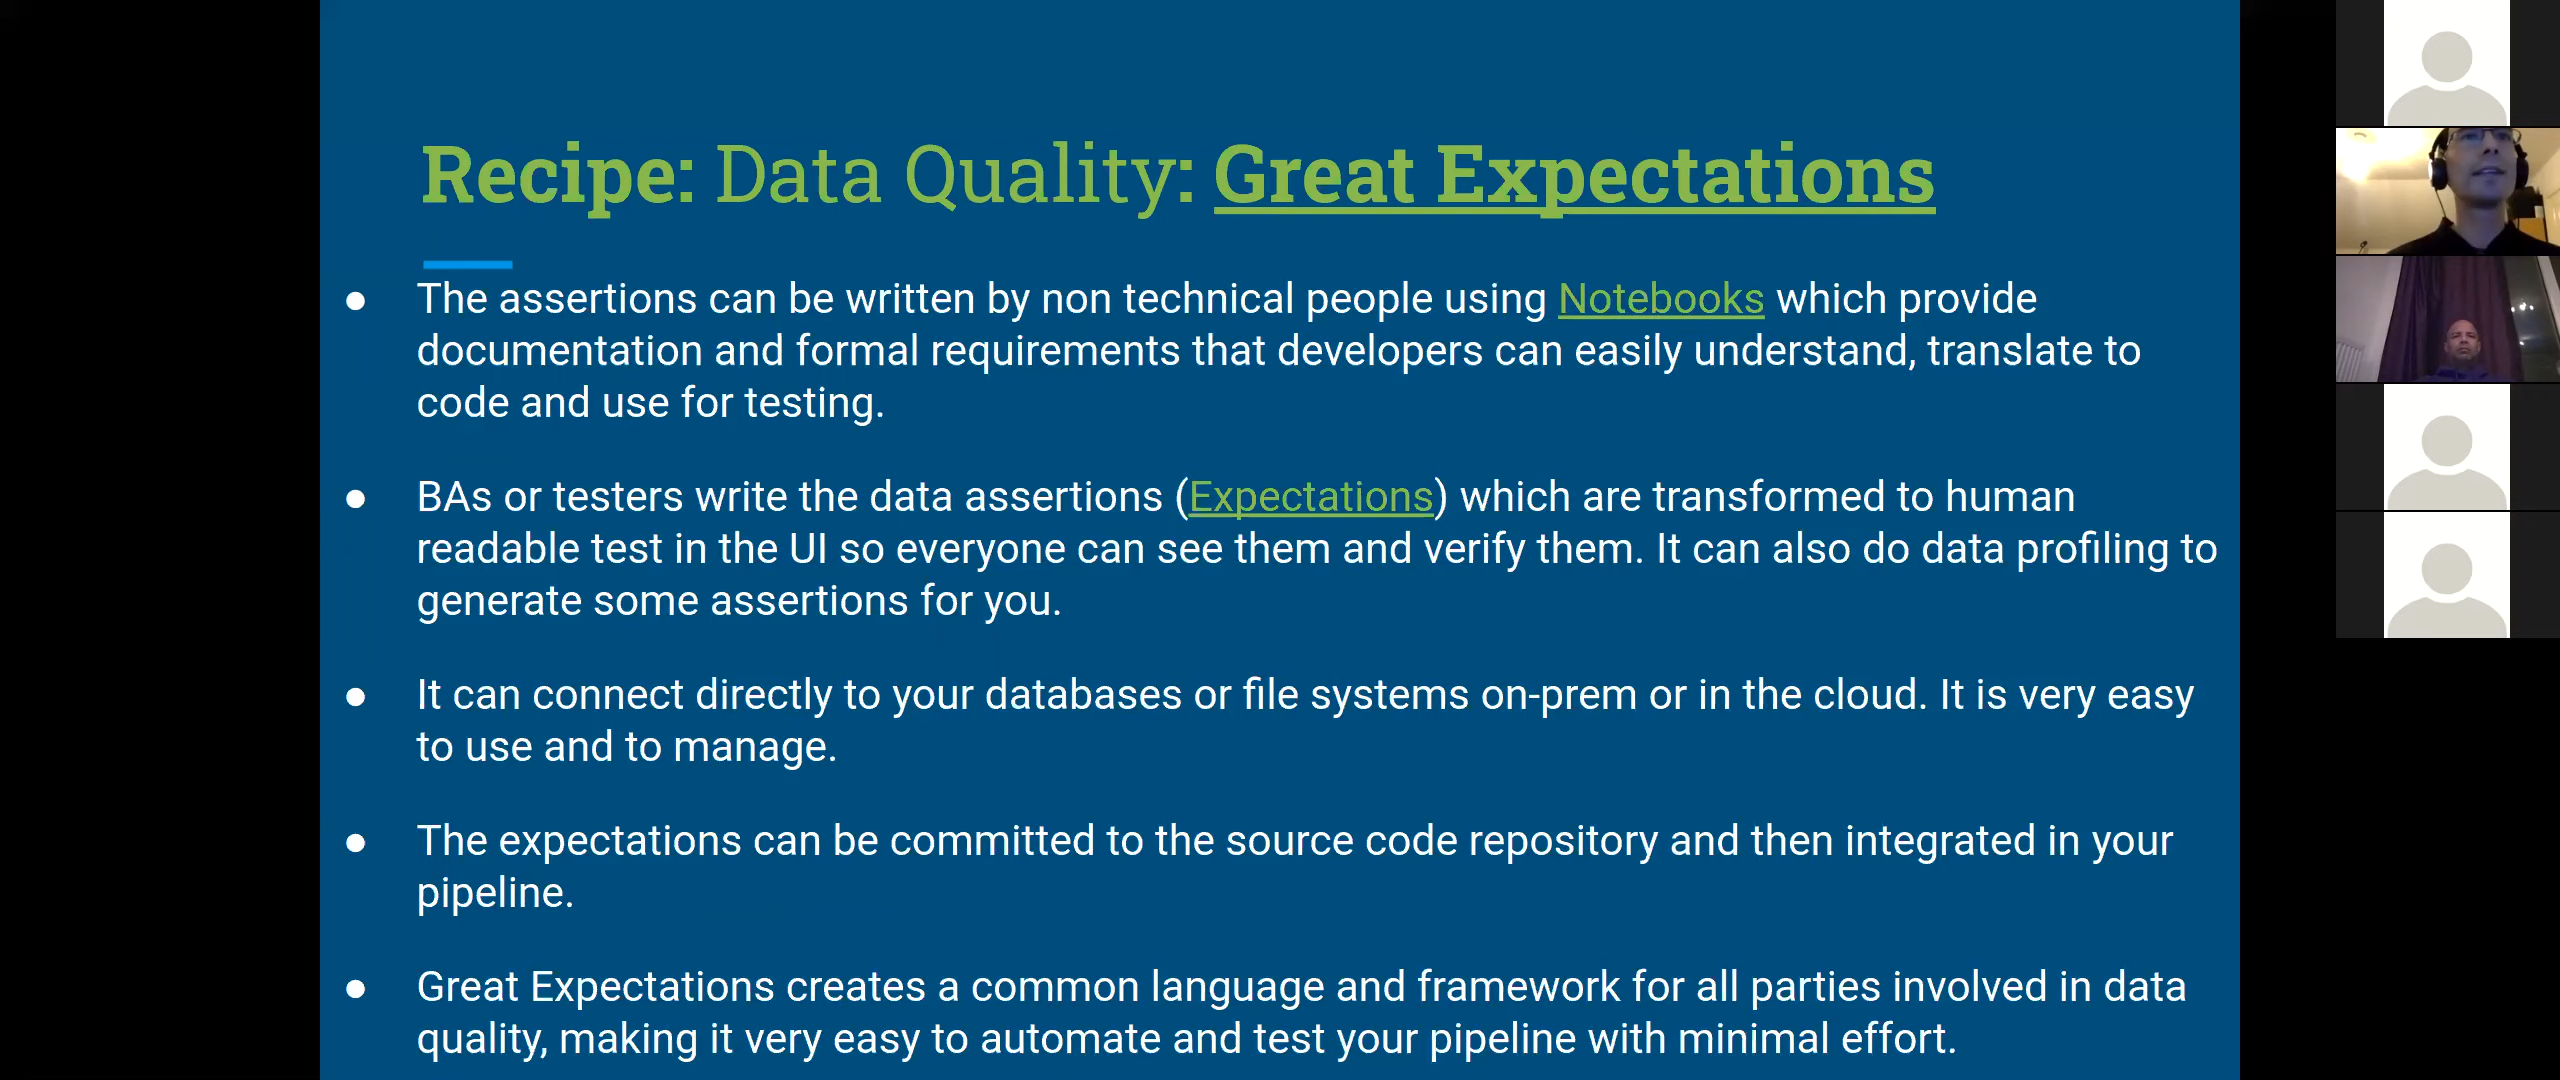 Recipe: Data Quality: Great Expectations
● The assertions can be written by non technical people using Notebooks which provide
documentation and formal requirements that developers can easily understand, translate to
code and use for testing.
● BAs or testers write the data assertions (Expectations) which are transformed to human
readable test in the UI so everyone can see them and verify them. It can also do data profiling to
generate some assertions for you.
● It can connect directly to your databases or file systems on-prem or in the cloud. It is very easy
to use and to manage.
● The expectations can be committed to the source code repository and then integrated in your
pipeline.
● Great Expectations creates a common language and framework for all parties involved in data
quality, making it very easy to automate and test your pipeline with minimal effort.